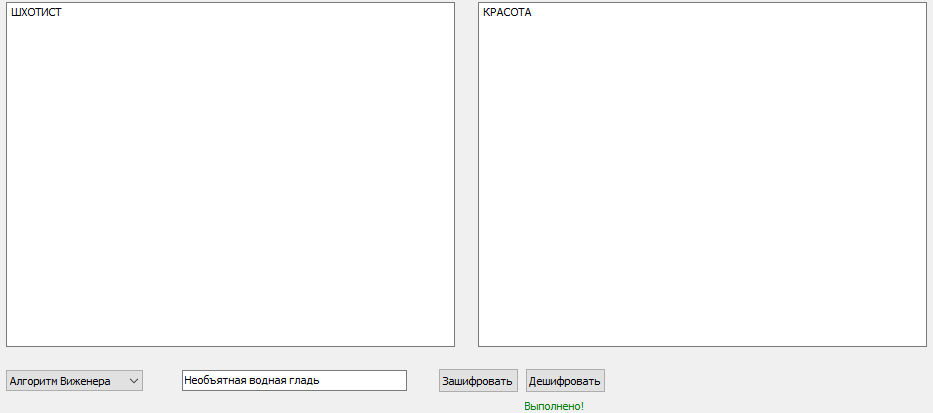 ШХОТИСТ
КРАСОТА
Алгоритм Виженера
Необъятная водная гладь
Зашифровать
Дешифровать
Выполнено!